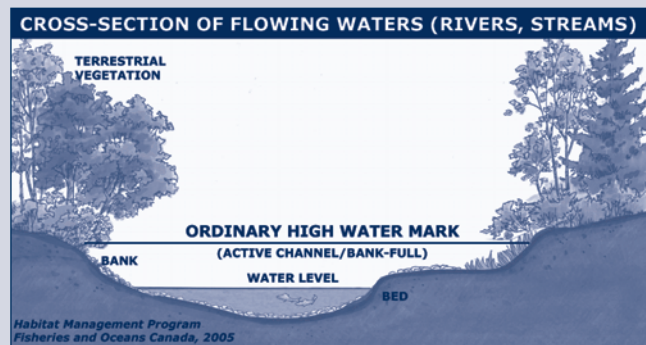 CROSS-SECTION OF FLOWING WATERS (RIVERS, STREAMS)
TERRESTRIAL
VEGETATION
ORDINARY HIGH WATER MARK
(ACTIVE CHANNEL/BANK-FULL)
BANK
WATER LEVEL
BED
Habitat Management Program
Fisheries and Oceans Canada, 2005